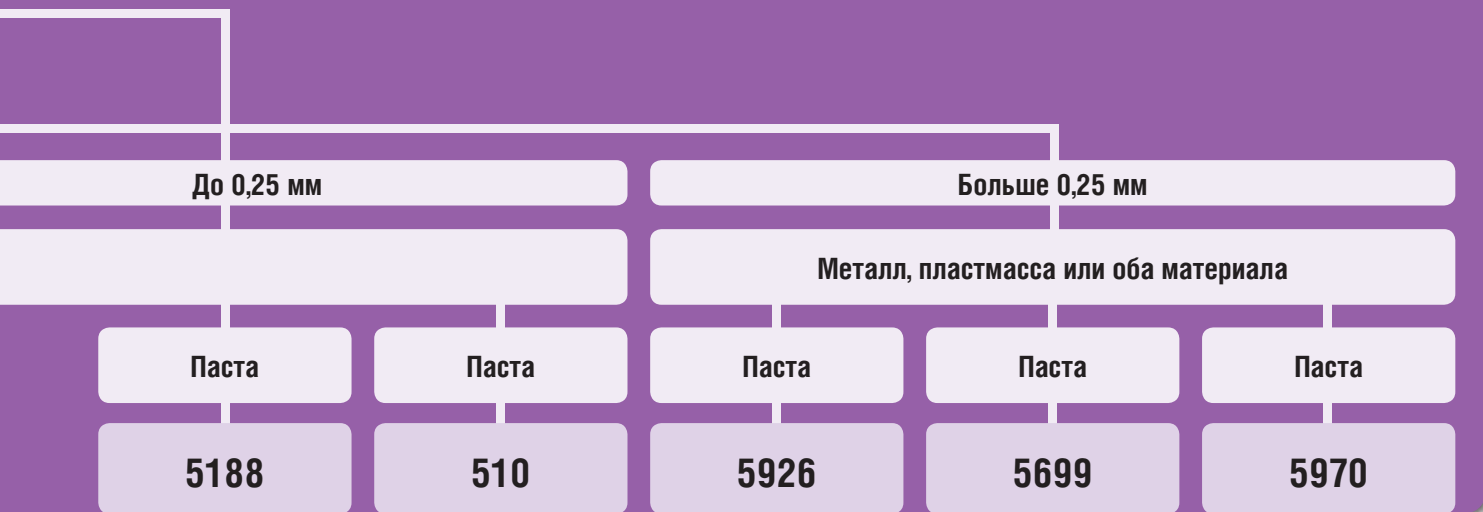 До 0,25 мм
Больше 0,25 мм
Металл, пластмасса или оба материала
Паста
Паста
Паста
Паста
Паста
5188
510
5926
5699
5970